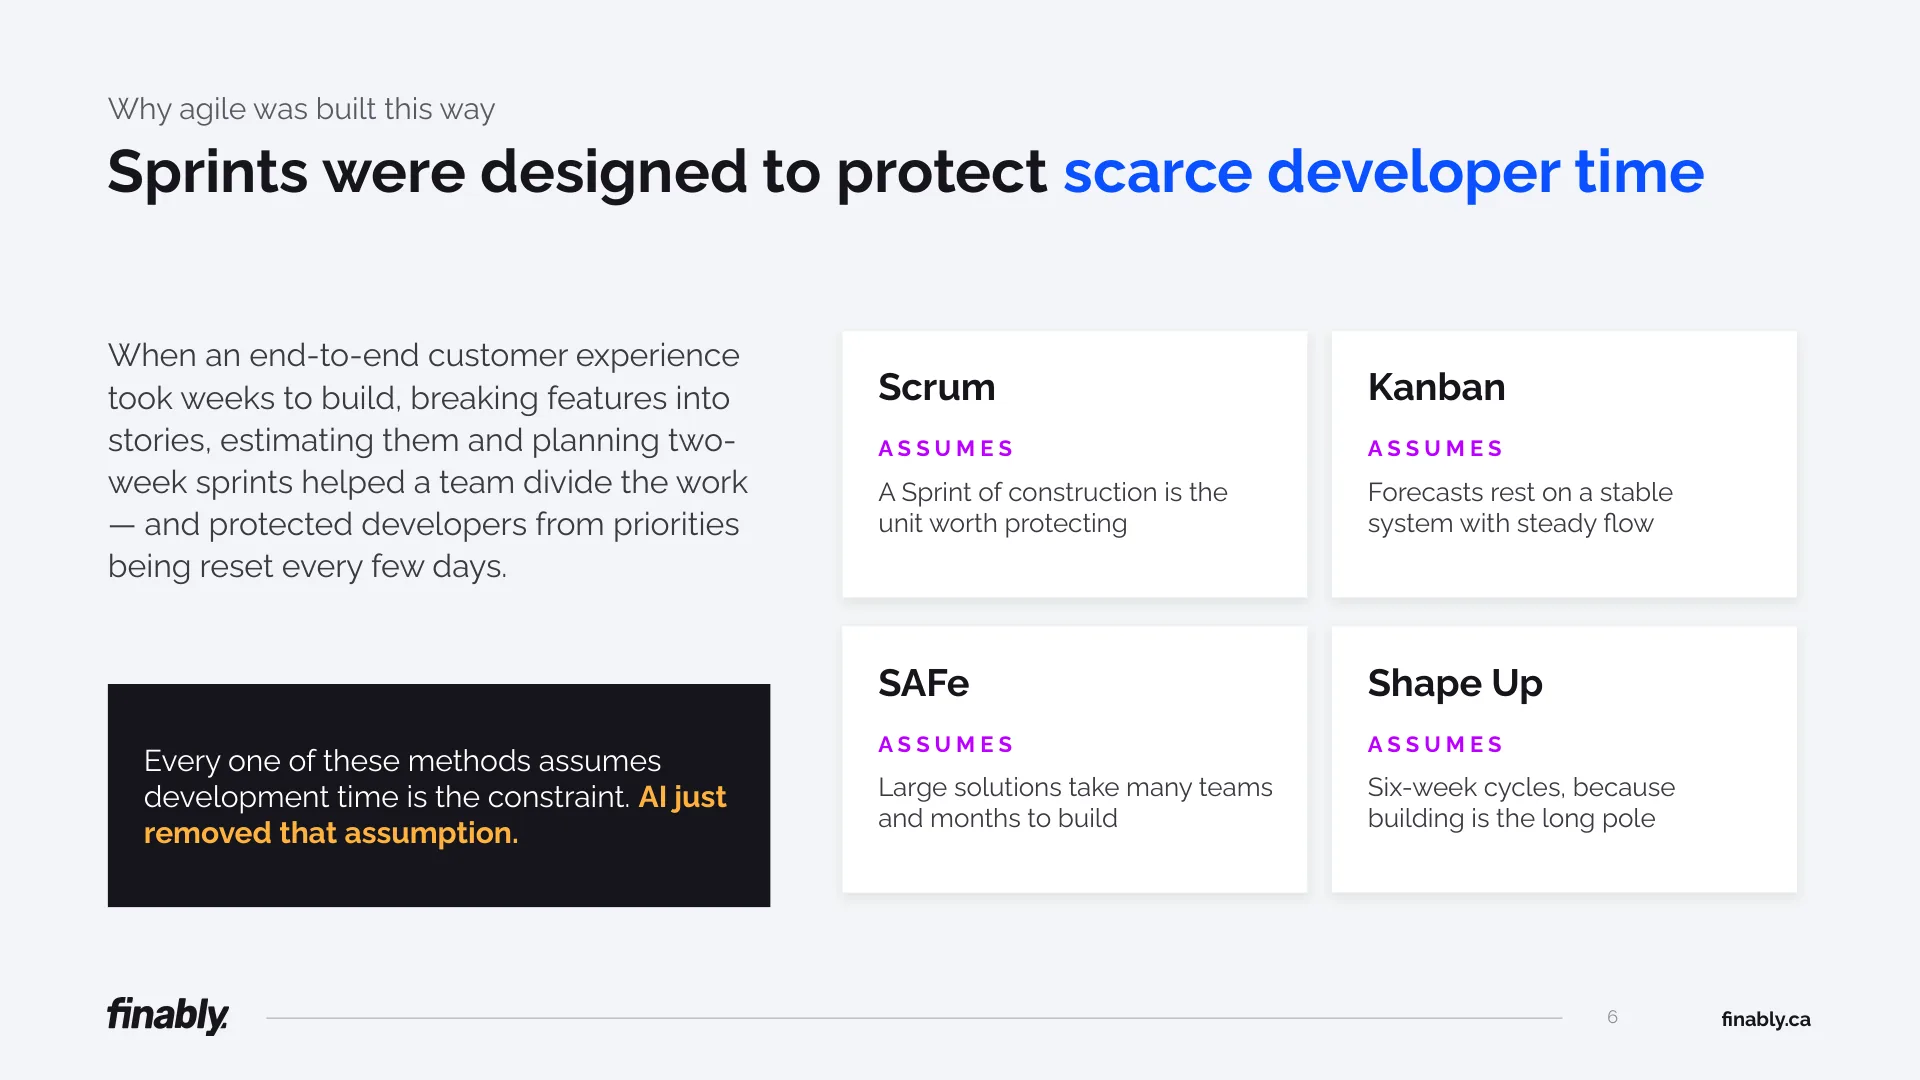 Why agile was built this way
Sprints were designed to protect scarce developer time
When an end-to-end customer experience
took weeks to build, breaking features into
stories, estimating them and planning two-
week sprints helped a team divide the work
— and protected developers from priorities
being reset every few days.
Every one of these methods assumes
development time is the constraint. AI just
removed that assumption.
Scrum
ASSUMES
A Sprint of construction is the
unit worth protecting
Kanban
ASSUMES
Forecasts rest on a stable
system with steady flow
SAFe
ASSUMES
Large solutions take many teams
and months to build
Shape Up
ASSUMES
Six-week cycles, because
building is the long pole
finably.
6
finably.ca